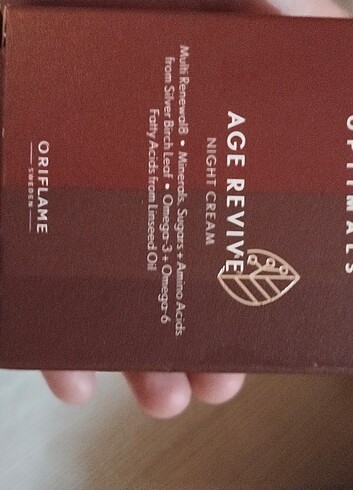 OPTIMALS
AGE REVIVE
NIGHT CREAM
Multi Renewal8 • Minerals, Sugars + Amino Acids
from Silver Birch Leaf • Omega-3 + Omega-6
Fatty Acids from Linseed Oil
ORIFLAME
SWEDEN